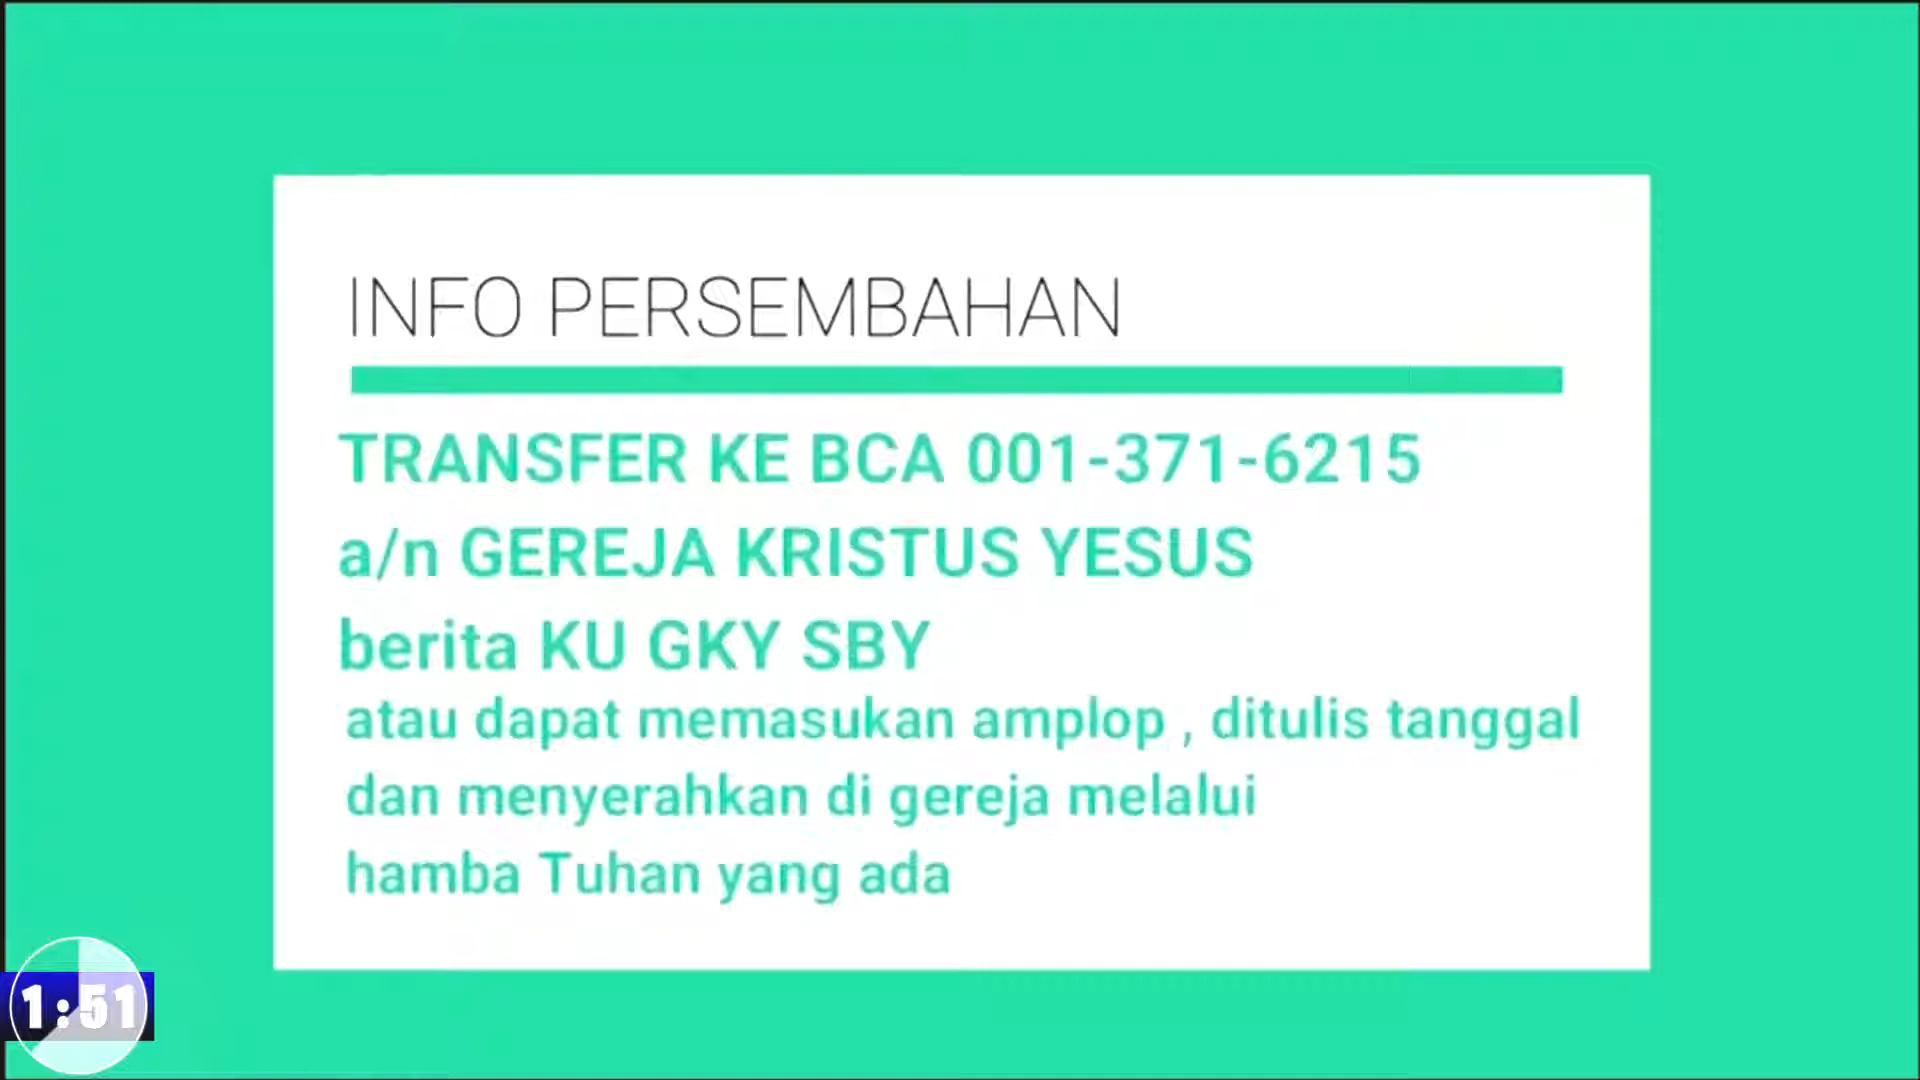 INFO PERSEMBAHAN
TRANSFER KE BCA 001-371-6215
a/n GEREJA KRISTUS YESUS
berita KU GKY SBY
atau dapat memasukan amplop , ditulis tanggal
dan menyerahkan di gereja melalui
hamba Tuhan yang ada
1:51